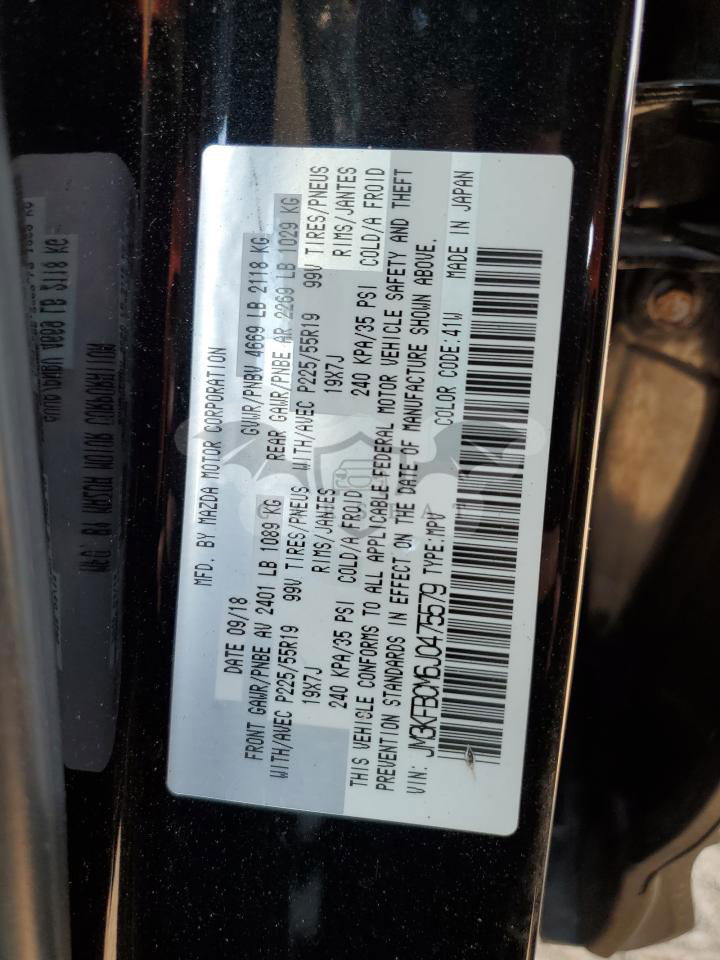 MFD. BY MAZDA MOTOR CORPORATION
DATE 09/18 GVWR/PNBV 4669 LB 2118 KG
FRONT GAWR/PNBE AV 2401 LB 1089 KG REAR GAWR/PNBE AR 2269 LB 1029 KG
WITH/AVEC P225/55R19 99V TIRES/PNEUS WITH/AVEC P225/55R19 99V TIRES/PNEUS
19X7J RIMS/JANTES 19X7J RIMS/JANTES
240 KPA/35 PSI COLD/A FROID 240 KPA/35 PSI COLD/A FROID
THIS VEHICLE CONFORMS TO ALL APPLICABLE FEDERAL MOTOR VEHICLE SAFETY AND THEFT
PREVENTION STANDARDS IN EFFECT ON THE DATE OF MANUFACTURE SHOWN ABOVE.
VIN: JM3KFBCM6J0475579 TYPE:MPV COLOR CODE:41W MADE IN JAPAN